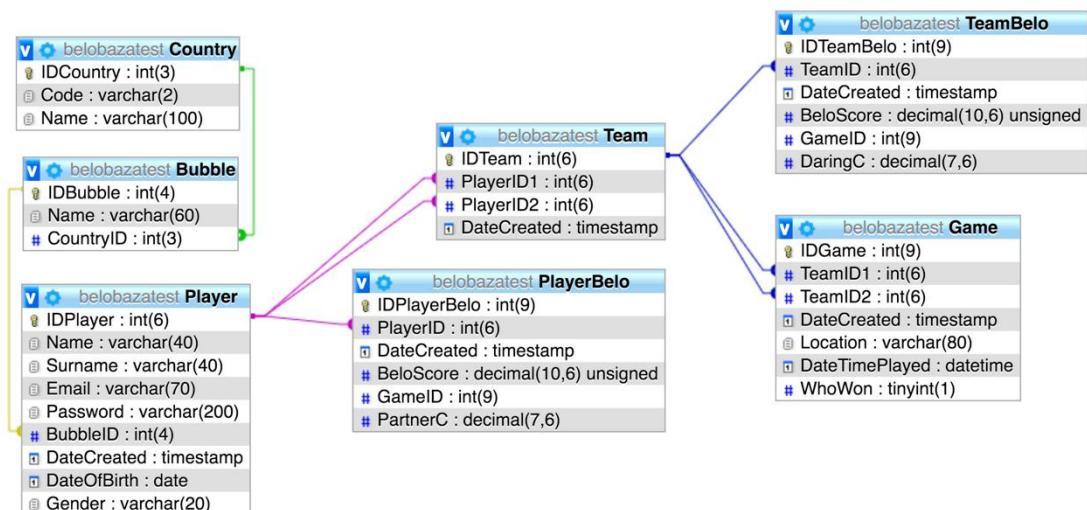 belobazatest Country
IDCountry : int(3)
Code : varchar(2)
Name : varchar(100)
belobazatest Bubble
IDBubble : int(4)
Name : varchar(60)
CountryID : int(3)
belobazatest Player
IDPlayer : int(6)
Name : varchar(40)
Surname : varchar(40)
Email : varchar(70)
Password : varchar(200)
BubbleID : int(4)
DateCreated : timestamp
DateOfBirth : date
Gender : varchar(20)
belobazatest Team
IDTeam : int(6)
PlayerID1 : int(6)
PlayerID2 : int(6)
DateCreated : timestamp
belobazatest PlayerBelo
IDPlayerBelo : int(9)
PlayerID : int(6)
DateCreated : timestamp
BeloScore : decimal(10,6) unsigned
GameID : int(9)
PartnerC : decimal(7,6)
belobazatest TeamBelo
IDTeamBelo : int(9)
TeamID : int(6)
DateCreated : timestamp
BeloScore : decimal(10,6) unsigned
GameID : int(9)
DaringC : decimal(7,6)
belobazatest Game
IDGame : int(9)
TeamID1 : int(6)
TeamID2 : int(6)
DateCreated : timestamp
Location : varchar(80)
DateTimePlayed : datetime
WhoWon : tinyint(1)